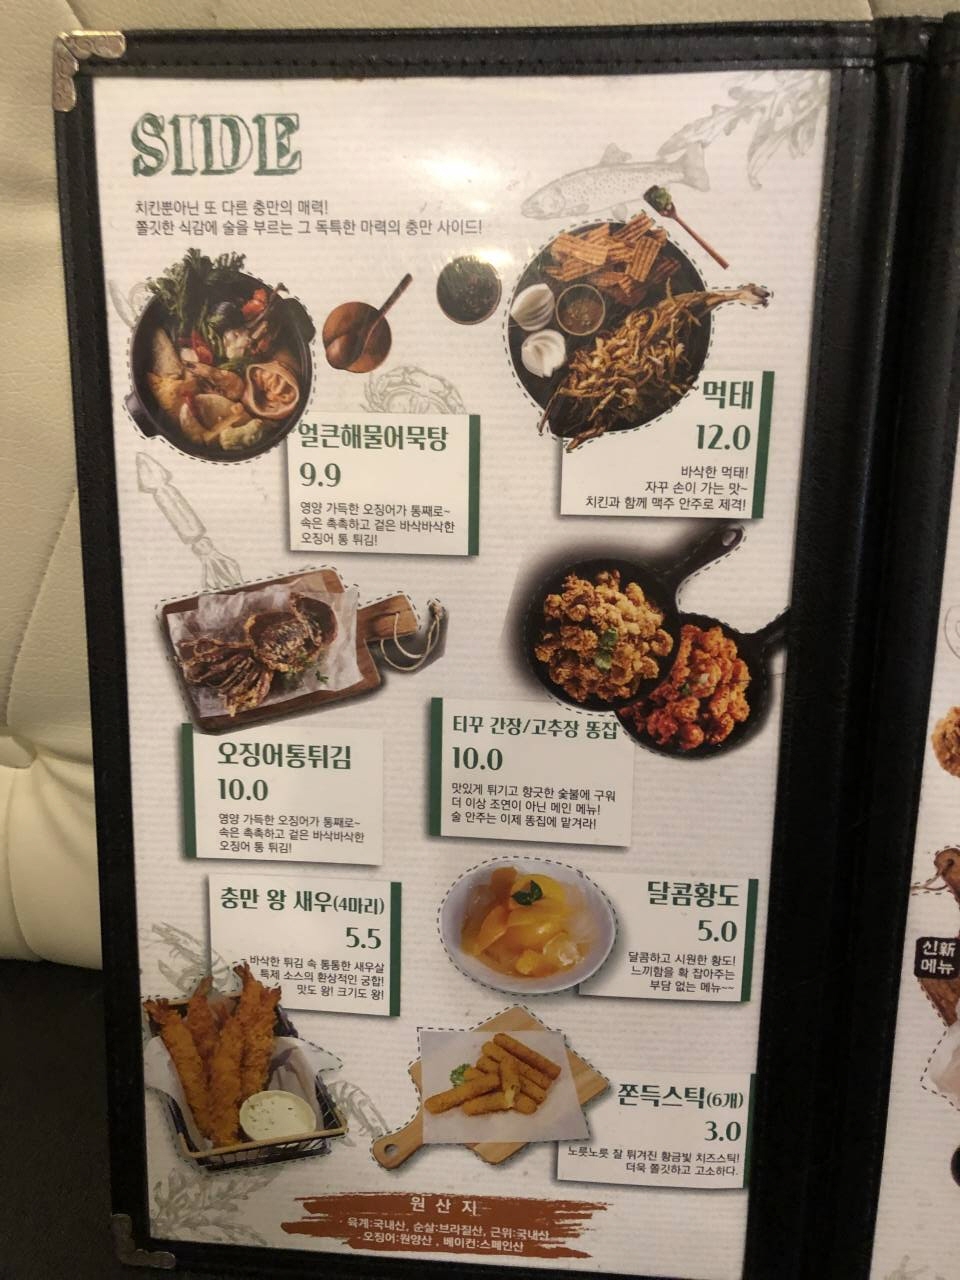 SIDE
치킨뿐아닌 또 다른 충만의 매력!
쫄깃한 식감에 술을 부르는 그 독특한 마력의 충만 사이드!
얼큰해물어묵탕
9.9
영양 가득한 오징어가 통째로~
속은 촉촉하고 겉은 바삭바삭한
오징어 통 튀김!
먹태
12.0
바삭한 먹태!
자꾸 손이 가는 맛~
치킨과 함께 맥주 안주로 제격!
오징어통튀김
10.0
영양 가득한 오징어가 통째로~
속은 촉촉하고 겉은 바삭바삭한
오징어 통 튀김!
티꾸 간장/고추장 똥집
10.0
맛있게 튀기고 향긋한 숯불에 구워
더 이상 조연이 아닌 메인 메뉴!
술 안주는 이제 똥집에 맡겨라!
충만 왕 새우(4마리)
5.5
바삭한 튀김 속 통통한 새우살
특제 소스의 환상적인 궁합!
맛도 왕! 크기도 왕!
달콤황도
5.0
달콤하고 시원한 황도!
느끼함을 확 잡아주는
부담 없는 메뉴~~
쫀득스틱(6개)
3.0
노릇노릇 잘 튀겨진 황금빛 치즈스틱!
더욱 쫄깃하고 고소하다.
원 산 지
육계:국내산, 순살:브라질산, 근위:국내산
오징어:원양산 , 베이컨:스페인산
신新
메뉴